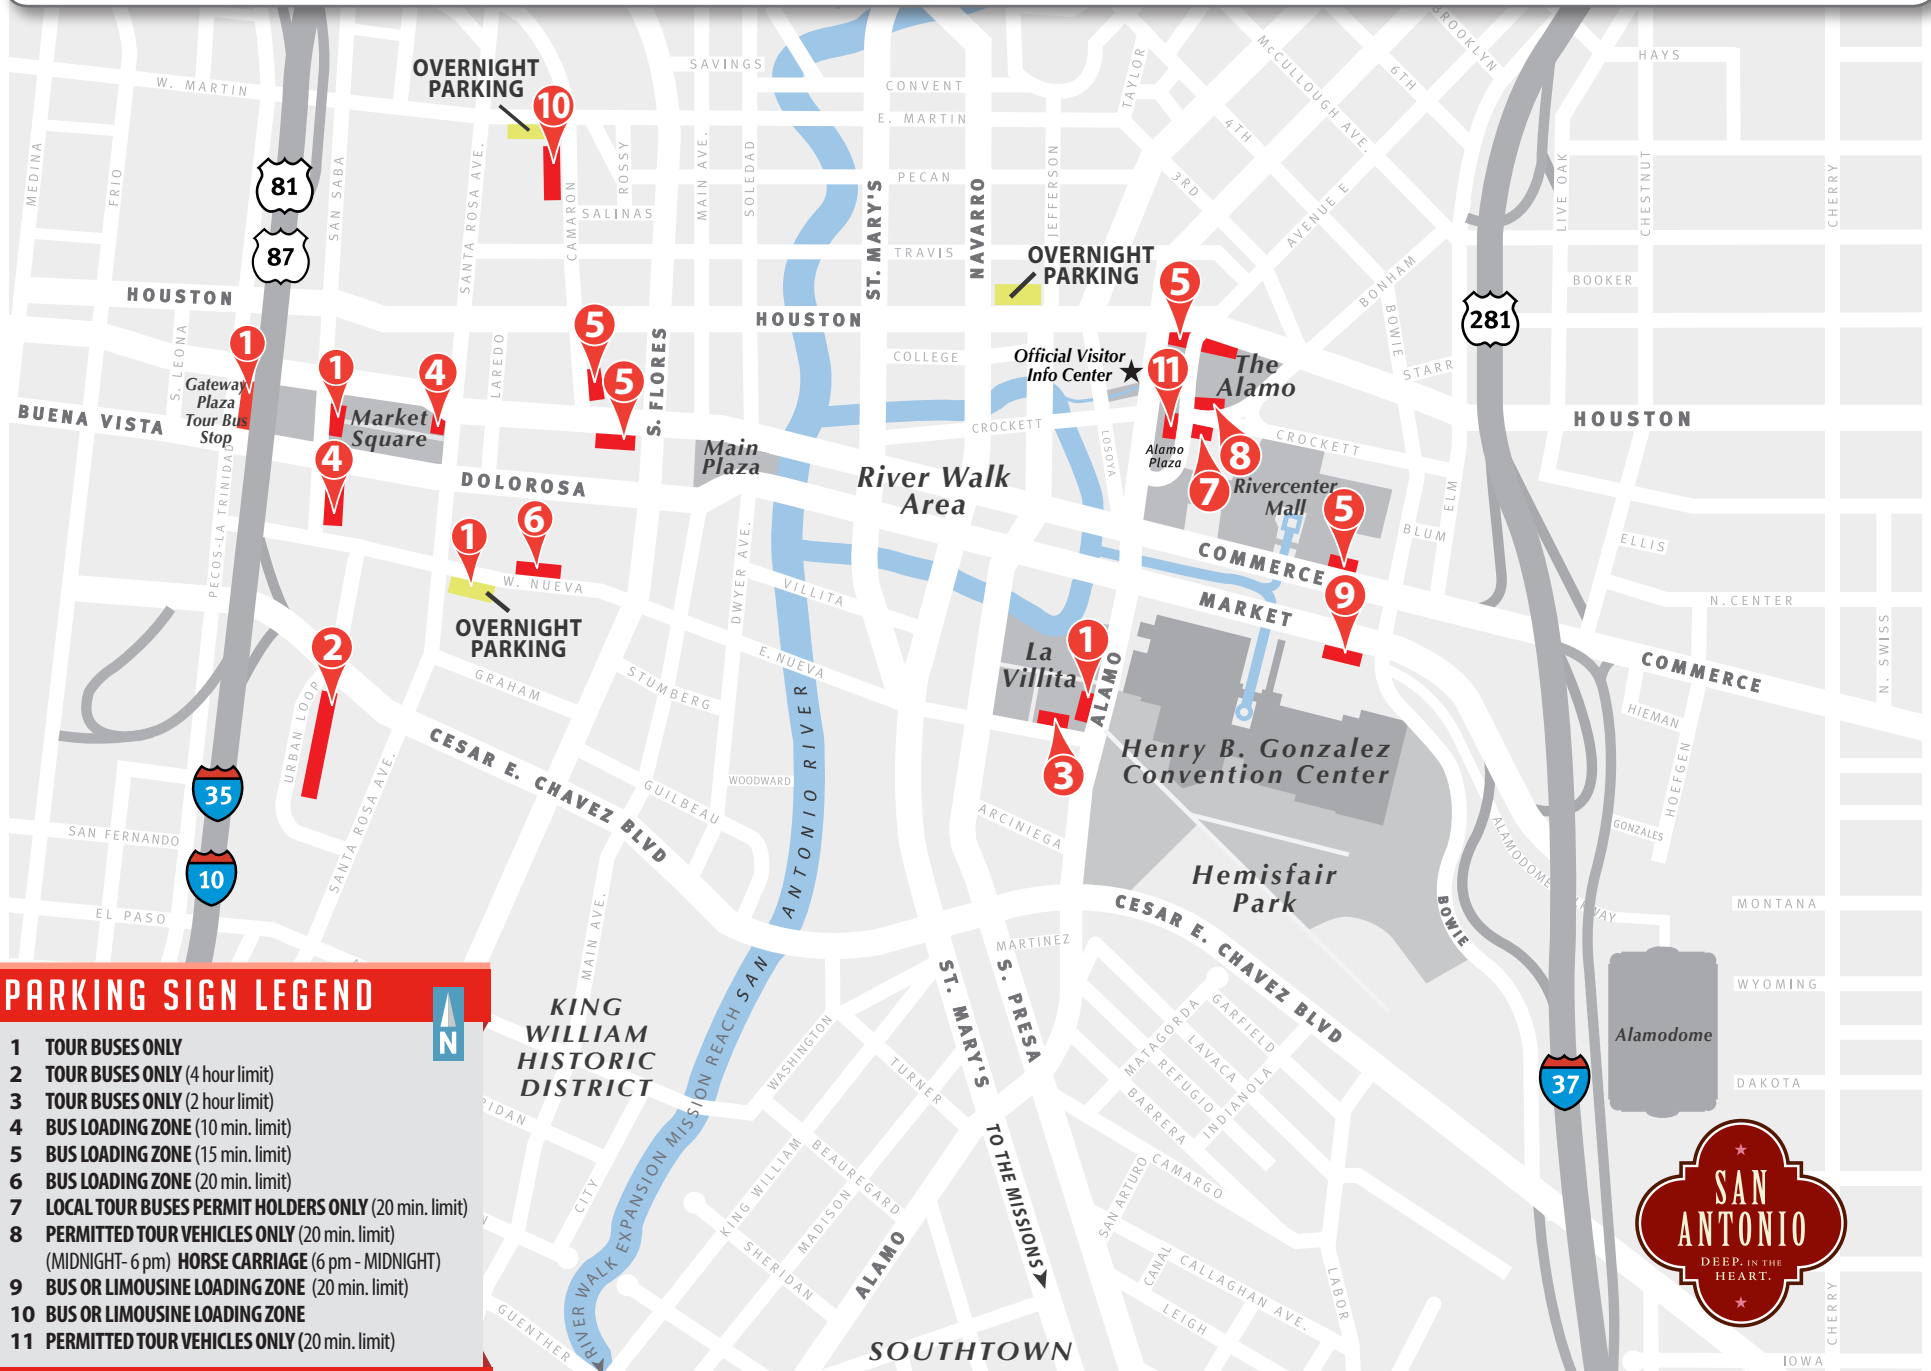 SAVINGS
BROOKLYN
McCULLOUGH AVE.
HAYS
OVERNIGHT
PARKING
10
W. MARTIN
CONVENT
TAYLOR
6TH
E. MARTIN
4TH
MEDINA
FRIO
81
SAN SABA
SANTA ROSA AVE.
ROSSY
MAIN AVE.
SOLEDAD
PECAN
ST. MARY'S
NAVARRO
JEFFERSON
3RD
AVENUE E
LIVE OAK
CHESTNUT
CHERRY
87
CAMARON
SALINAS
TRAVIS
OVERNIGHT
PARKING
5
BONHAM
BOOKER
HOUSTON
HOUSTON
281
S. LEONA
1
5
S. FLORES
BOWIE
COLLEGE
Official Visitor
Info Center
11
The
Alamo
STARR
1
4
LAREDO
5
Gateway
Plaza
Tour Bus
Stop
BUENA VISTA
Market
Square
CROCKETT
LOSOYA
CROCKETT
HOUSTON
4
Main
Plaza
River Walk
Area
Alamo
Plaza
8
7
Rivercenter
Mall
5
ELM
BLUM
PECOS-LA TRINIDAD
DOLOROSA
1
6
W. NUEVA
DWYER AVE.
VILLITA
COMMERCE
9
MARKET
ELLIS
N. CENTER
OVERNIGHT
PARKING
2
E. NUEVA
La
Villita
1
ALAMO
COMMERCE
N. SWISS
GRAHAM
STUMBERG
URBAN LOOP
HIEMAN
35
CESAR E. CHAVEZ BLVD
WOODWARD
3
Henry B. Gonzalez
Convention Center
HOEFGEN
SAN FERNANDO
SANTA ROSA AVE.
GUILBEAU
ARCINIEGA
GONZALES
10
Hemisfair
Park
EL PASO
MAIN AVE.
SAN ANTONIO RIVER
CESAR E. CHAVEZ BLVD
BOWIE
MONTANA
MARTINEZ
WYOMING
PARKING SIGN LEGEND
N
1 TOUR BUSES ONLY
2 TOUR BUSES ONLY (4 hour limit)
3 TOUR BUSES ONLY (2 hour limit)
4 BUS LOADING ZONE (10 min. limit)
5 BUS LOADING ZONE (15 min. limit)
6 BUS LOADING ZONE (20 min. limit)
7 LOCAL TOUR BUSES PERMIT HOLDERS ONLY (20 min. limit)
8 PERMITTED TOUR VEHICLES ONLY (20 min. limit)
(MIDNIGHT- 6 pm) HORSE CARRIAGE (6 pm - MIDNIGHT)
9 BUS OR LIMOUSINE LOADING ZONE (20 min. limit)
10 BUS OR LIMOUSINE LOADING ZONE
11 PERMITTED TOUR VEHICLES ONLY (20 min. limit)
KING
WILLIAM
HISTORIC
DISTRICT
RIVER WALK EXPANSION MISSION REACH
ST. MARY'S
S. PRESA
TO THE MISSIONS
WASHINGTON
TURNER
MATAGORDA
GARFIELD
LAVACA
REFUGIO
INDIANOLA
BARRERA
Alamodome
37
DAKOTA
CITY
KING WILLIAM
BEAUREGARD
MADISON
SHERIDAN
ALAMO
SAN ARTURO
CAMARGO
CANAL
CALLAGHAN AVE.
LABOR
LEIGH
GUENTHER
SOUTHTOWN
SAN
ANTONIO
DEEP. IN THE
HEART.
CHERRY
IOWA